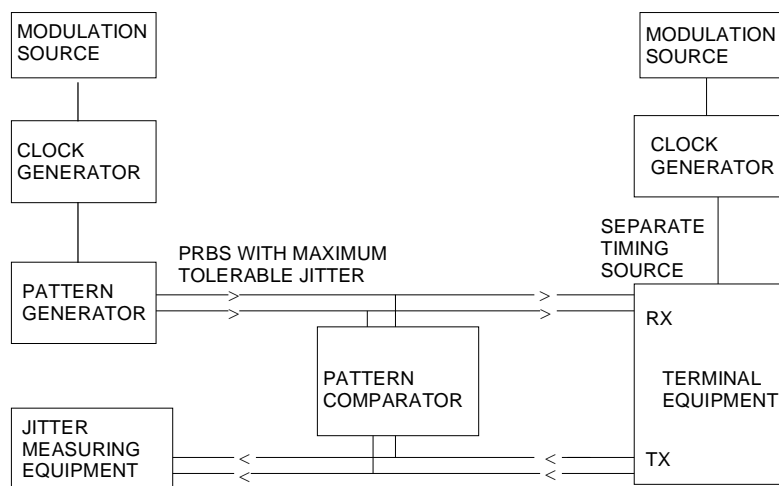 MODULATION
SOURCE
MODULATION
SOURCE
CLOCK
GENERATOR
CLOCK
GENERATOR
SEPARATE
TIMING
SOURCE
PRBS WITH MAXIMUM
TOLERABLE JITTER
PATTERN
GENERATOR
RX
PATTERN
COMPARATOR
TERMINAL
EQUIPMENT
JITTER
MEASURING
EQUIPMENT
TX